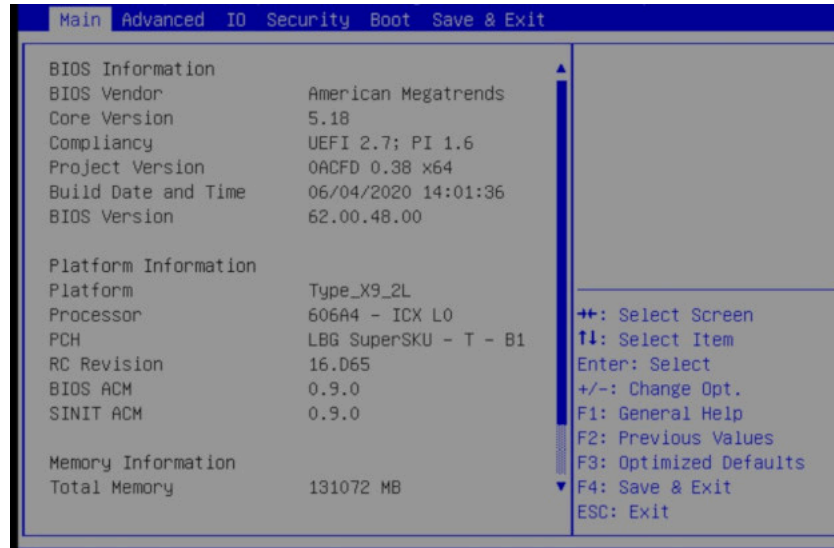 Main Advanced IO Security Boot Save & Exit
BIOS Information
BIOS Vendor American Megatrends
Core Version 5.18
Compliancy UEFI 2.7; PI 1.6
Project Version 0ACFD 0.38 x64
Build Date and Time 06/04/2020 14:01:36
BIOS Version 62.00.48.00
Platform Information
Platform Type_X9_2L
Processor 606A4 - ICX L0
PCH LBG SuperSKU - T - B1
RC Revision 16.D65
BIOS ACM 0.9.0
SINIT ACM 0.9.0
Memory Information
Total Memory 131072 MB
→←: Select Screen
↑↓: Select Item
Enter: Select
+/-: Change Opt.
F1: General Help
F2: Previous Values
F3: Optimized Defaults
F4: Save & Exit
ESC: Exit